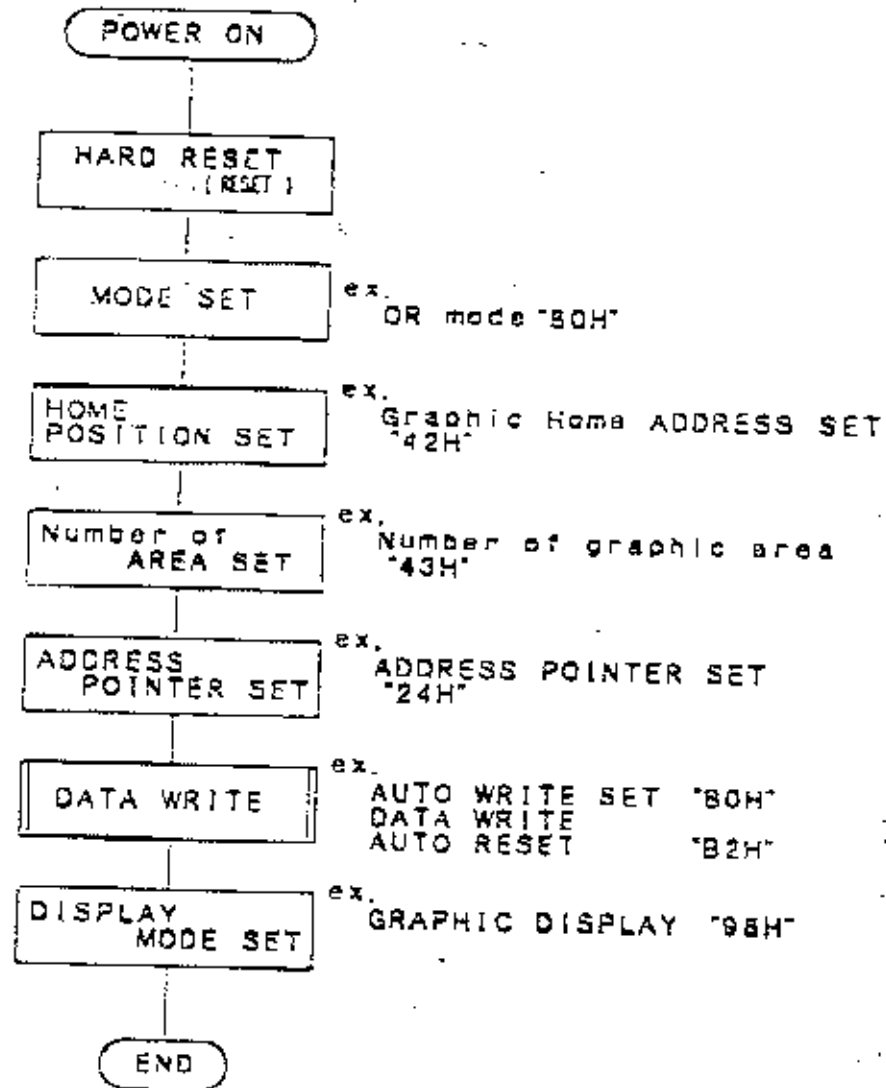 POWER ON
HARD RESET
...( RESET )
MODE SET
ex.
OR mode "80H"
HOME
POSITION SET
ex.
Graphic Home ADDRESS SET
"42H"
Number of
AREA SET
ex.
Number of graphic area
"43H"
ADDRESS
POINTER SET
ex.
ADDRESS POINTER SET
"24H"
DATA WRITE
ex.
AUTO WRITE SET "B0H"
DATA WRITE
AUTO RESET "B2H"
DISPLAY
MODE SET
ex.
GRAPHIC DISPLAY "98H"
END